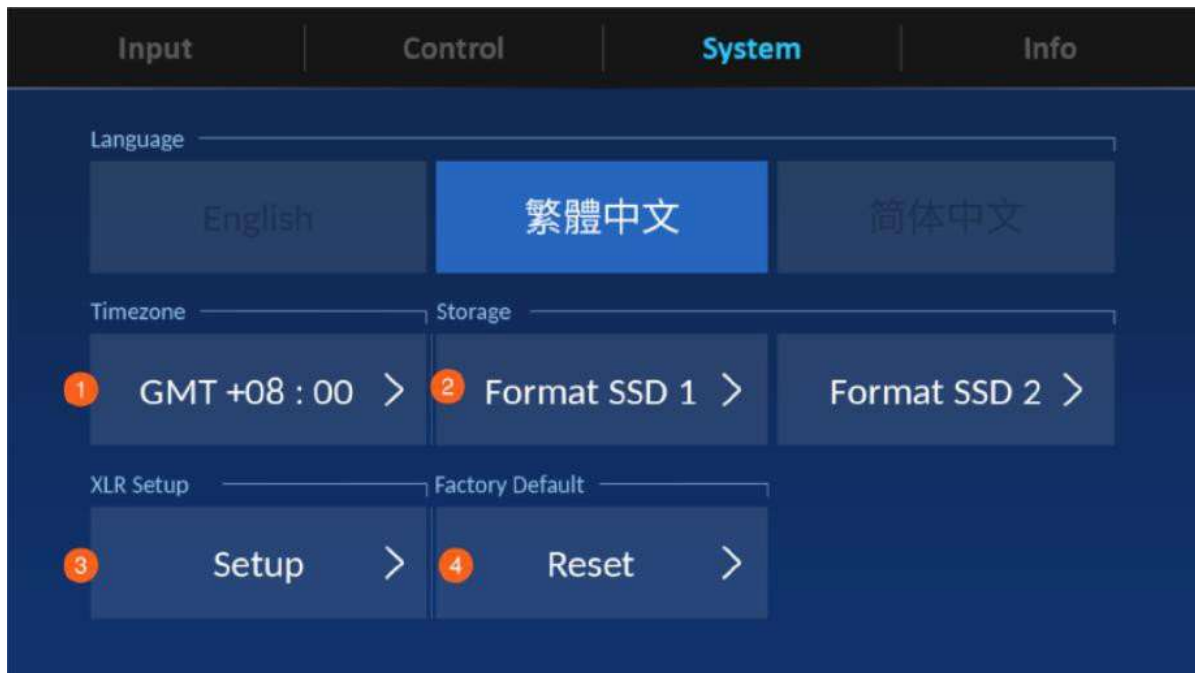 Input Control System Info
Language
English 繁體中文 简体中文
Timezone Storage
1 GMT +08 : 00 > 2 Format SSD 1 > Format SSD 2 >
XLR Setup Factory Default
3 Setup > 4 Reset >